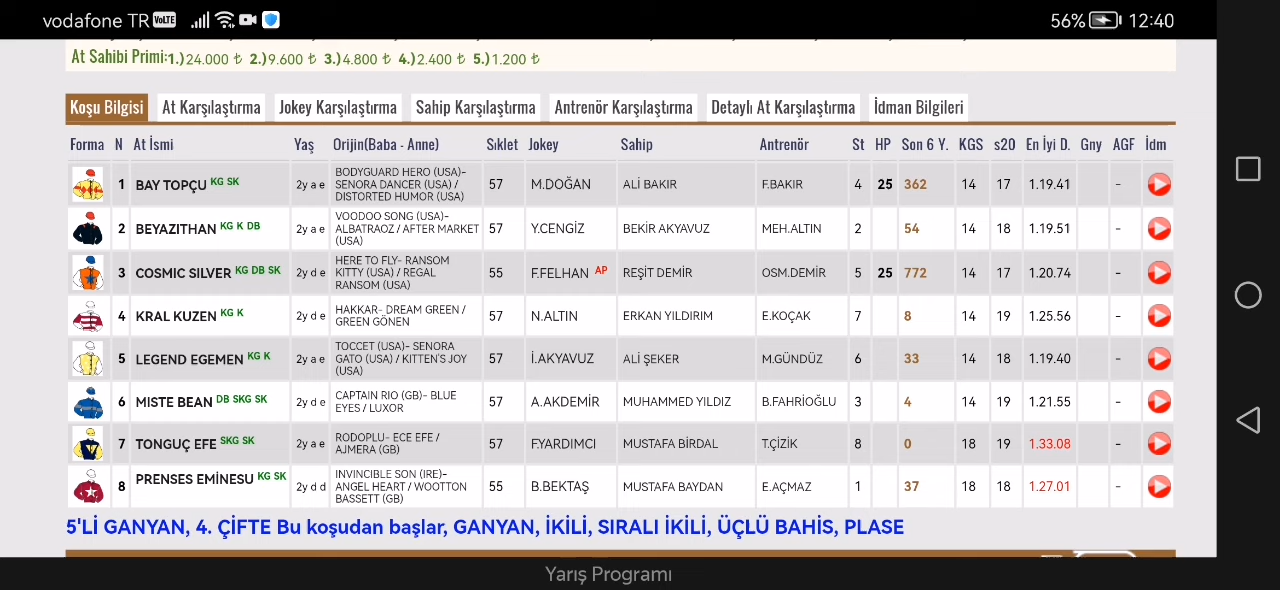 vodafone TR VoLTE 56% 12:40
At Sahibi Primi:1.)24.000 ₺ 2.)9.600 ₺ 3.)4.800 ₺ 4.)2.400 ₺ 5.)1.200 ₺
Koşu Bilgisi At Karşılaştırma Jokey Karşılaştırma Sahip Karşılaştırma Antrenör Karşılaştırma Detaylı At Karşılaştırma İdman Bilgileri
Forma N At İsmi Yaş Orijin(Baba - Anne) Sıklet Jokey Sahip Antrenör St HP Son 6 Y. KGS s20 En İyi D. Gny AGF İdm
1 BAY TOPÇU KG SK 2y a e BODYGUARD HERO (USA)- SENORA DANCER (USA) / DISTORTED HUMOR (USA) 57 M.DOĞAN ALİ BAKIR F.BAKIR 4 25 362 14 17 1.19.41 -
2 BEYAZITHAN KG K DB 2y a e VOODOO SONG (USA)- ALBATRAOZ / AFTER MARKET (USA) 57 Y.CENGİZ BEKİR AKYAVUZ MEH.ALTIN 2 54 14 18 1.19.51 -
3 COSMIC SILVER KG DB SK 2y d e HERE TO FLY- RANSOM KITTY (USA) / REGAL RANSOM (USA) 55 F.FELHAN AP REŞİT DEMİR OSM.DEMİR 5 25 772 14 17 1.20.74 -
4 KRAL KUZEN KG K 2y d e HAKKAR- DREAM GREEN / GREEN GÖNEN 57 N.ALTIN ERKAN YILDIRIM E.KOÇAK 7 8 14 19 1.25.56 -
5 LEGEND EGEMEN KG K 2y a e TOCCET (USA)- SENORA GATO (USA) / KITTEN'S JOY (USA) 57 İ.AKYAVUZ ALİ ŞEKER M.GÜNDÜZ 6 33 14 18 1.19.40 -
6 MISTE BEAN DB SKG SK 2y d e CAPTAIN RIO (GB)- BLUE EYES / LUXOR 57 A.AKDEMİR MUHAMMED YILDIZ B.FAHRİOĞLU 3 4 14 19 1.21.55 -
7 TONGUÇ EFE SKG SK 2y a e RODOPLU- ECE EFE / AJMERA (GB) 57 F.YARDIMCI MUSTAFA BİRDAL T.ÇİZİK 8 0 18 19 1.33.08 -
8 PRENSES EMİNESU KG SK 2y d d INVINCIBLE SON (IRE)- ANGEL HEART / WOOTTON BASSETT (GB) 55 B.BEKTAŞ MUSTAFA BAYDAN E.AÇMAZ 1 37 18 18 1.27.01 -
5'Lİ GANYAN, 4. ÇİFTE Bu koşudan başlar, GANYAN, İKİLİ, SIRALI İKİLİ, ÜÇLÜ BAHİS, PLASE
Yarış Programı